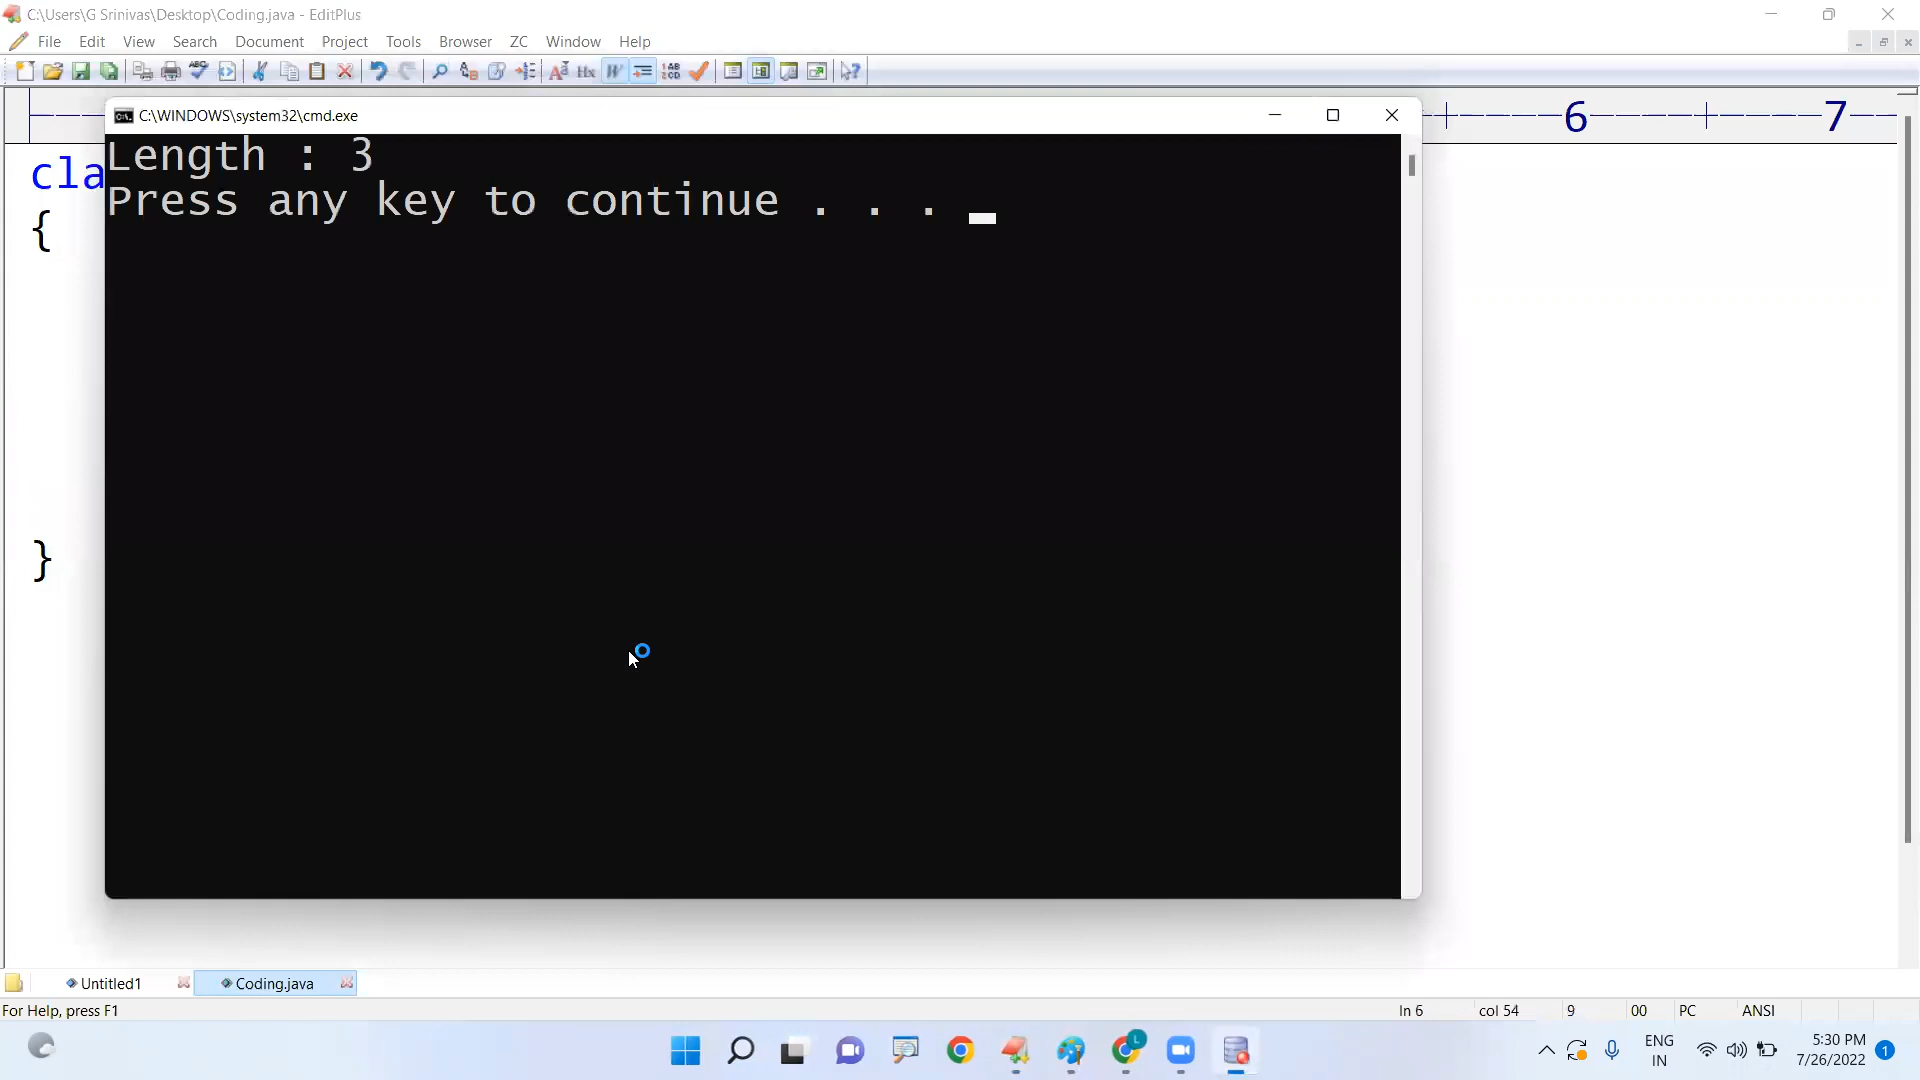 C:\Users\G Srinivas\Desktop\Coding.java - EditPlus
File Edit View Search Document Project Tools Browser ZC Window Help
C:\WINDOWS\system32\cmd.exe
6 7
Length : 3
cla
Press any key to continue . . .
{
}
Untitled1 Coding.java
For Help, press F1 ln 6 col 54 9 00 PC ANSI
ENG 5:30 PM
IN 7/26/2022 1